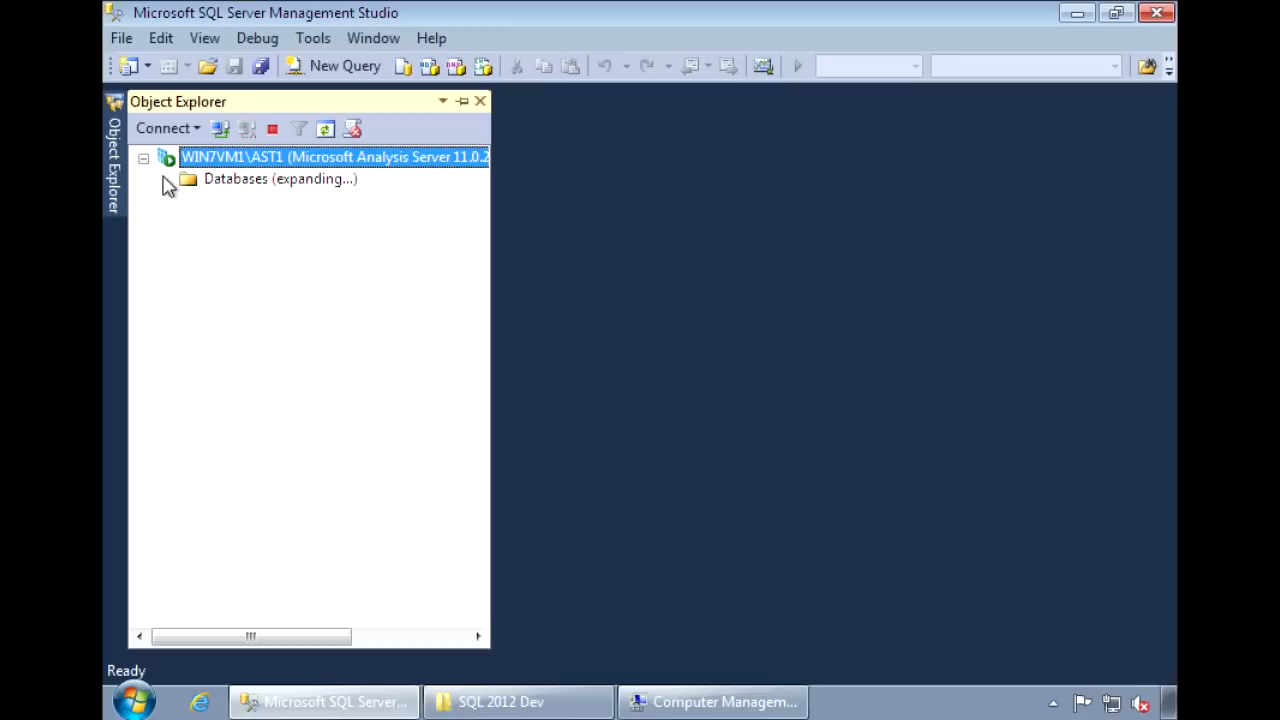 Microsoft SQL Server Management Studio
File Edit View Debug Tools Window Help
New Query
Object Explorer
Connect
Object Explorer
WIN7VM1\AST1 (Microsoft Analysis Server 11.0.2
Databases (expanding...)
Ready
Microsoft SQL Server... SQL 2012 Dev Computer Managem...